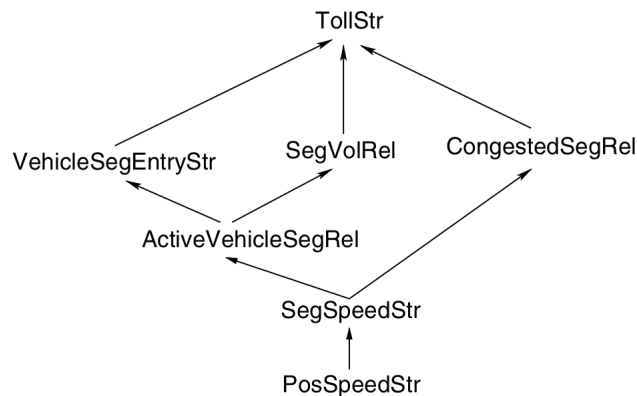 TollStr
VehicleSegEntryStr
SegVolRel
CongestedSegRel
ActiveVehicleSegRel
SegSpeedStr
PosSpeedStr